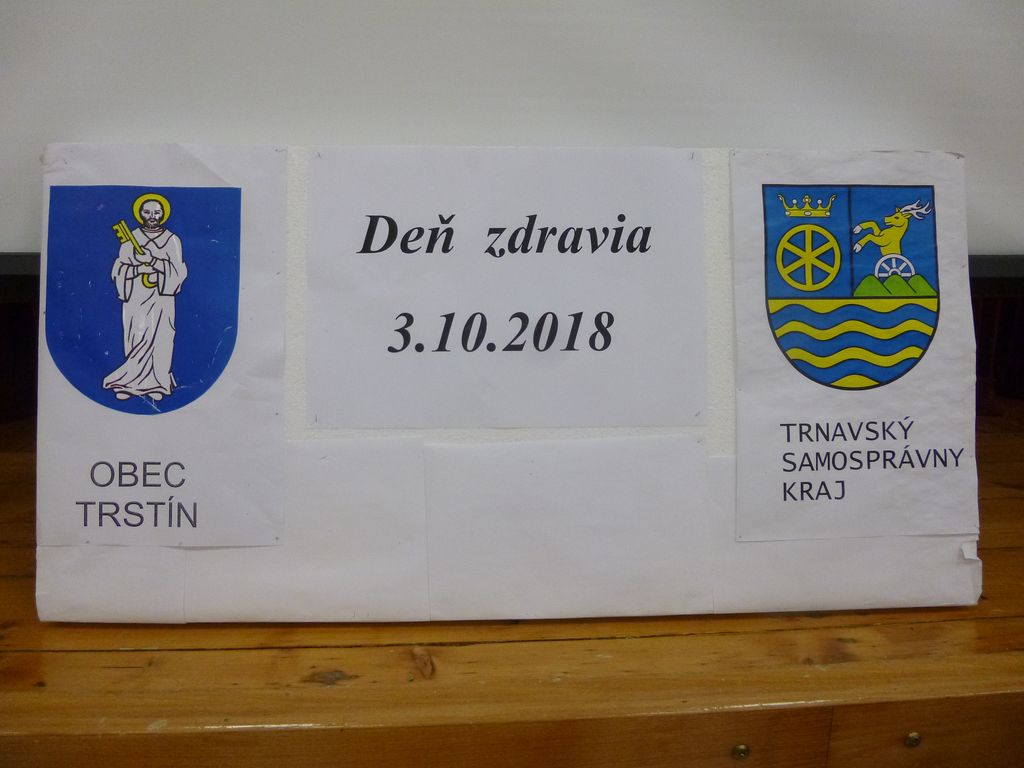 OBEC
TRSTÍN
Deň zdravia
3.10.2018
TRNAVSKÝ
SAMOSPRÁVNY
KRAJ